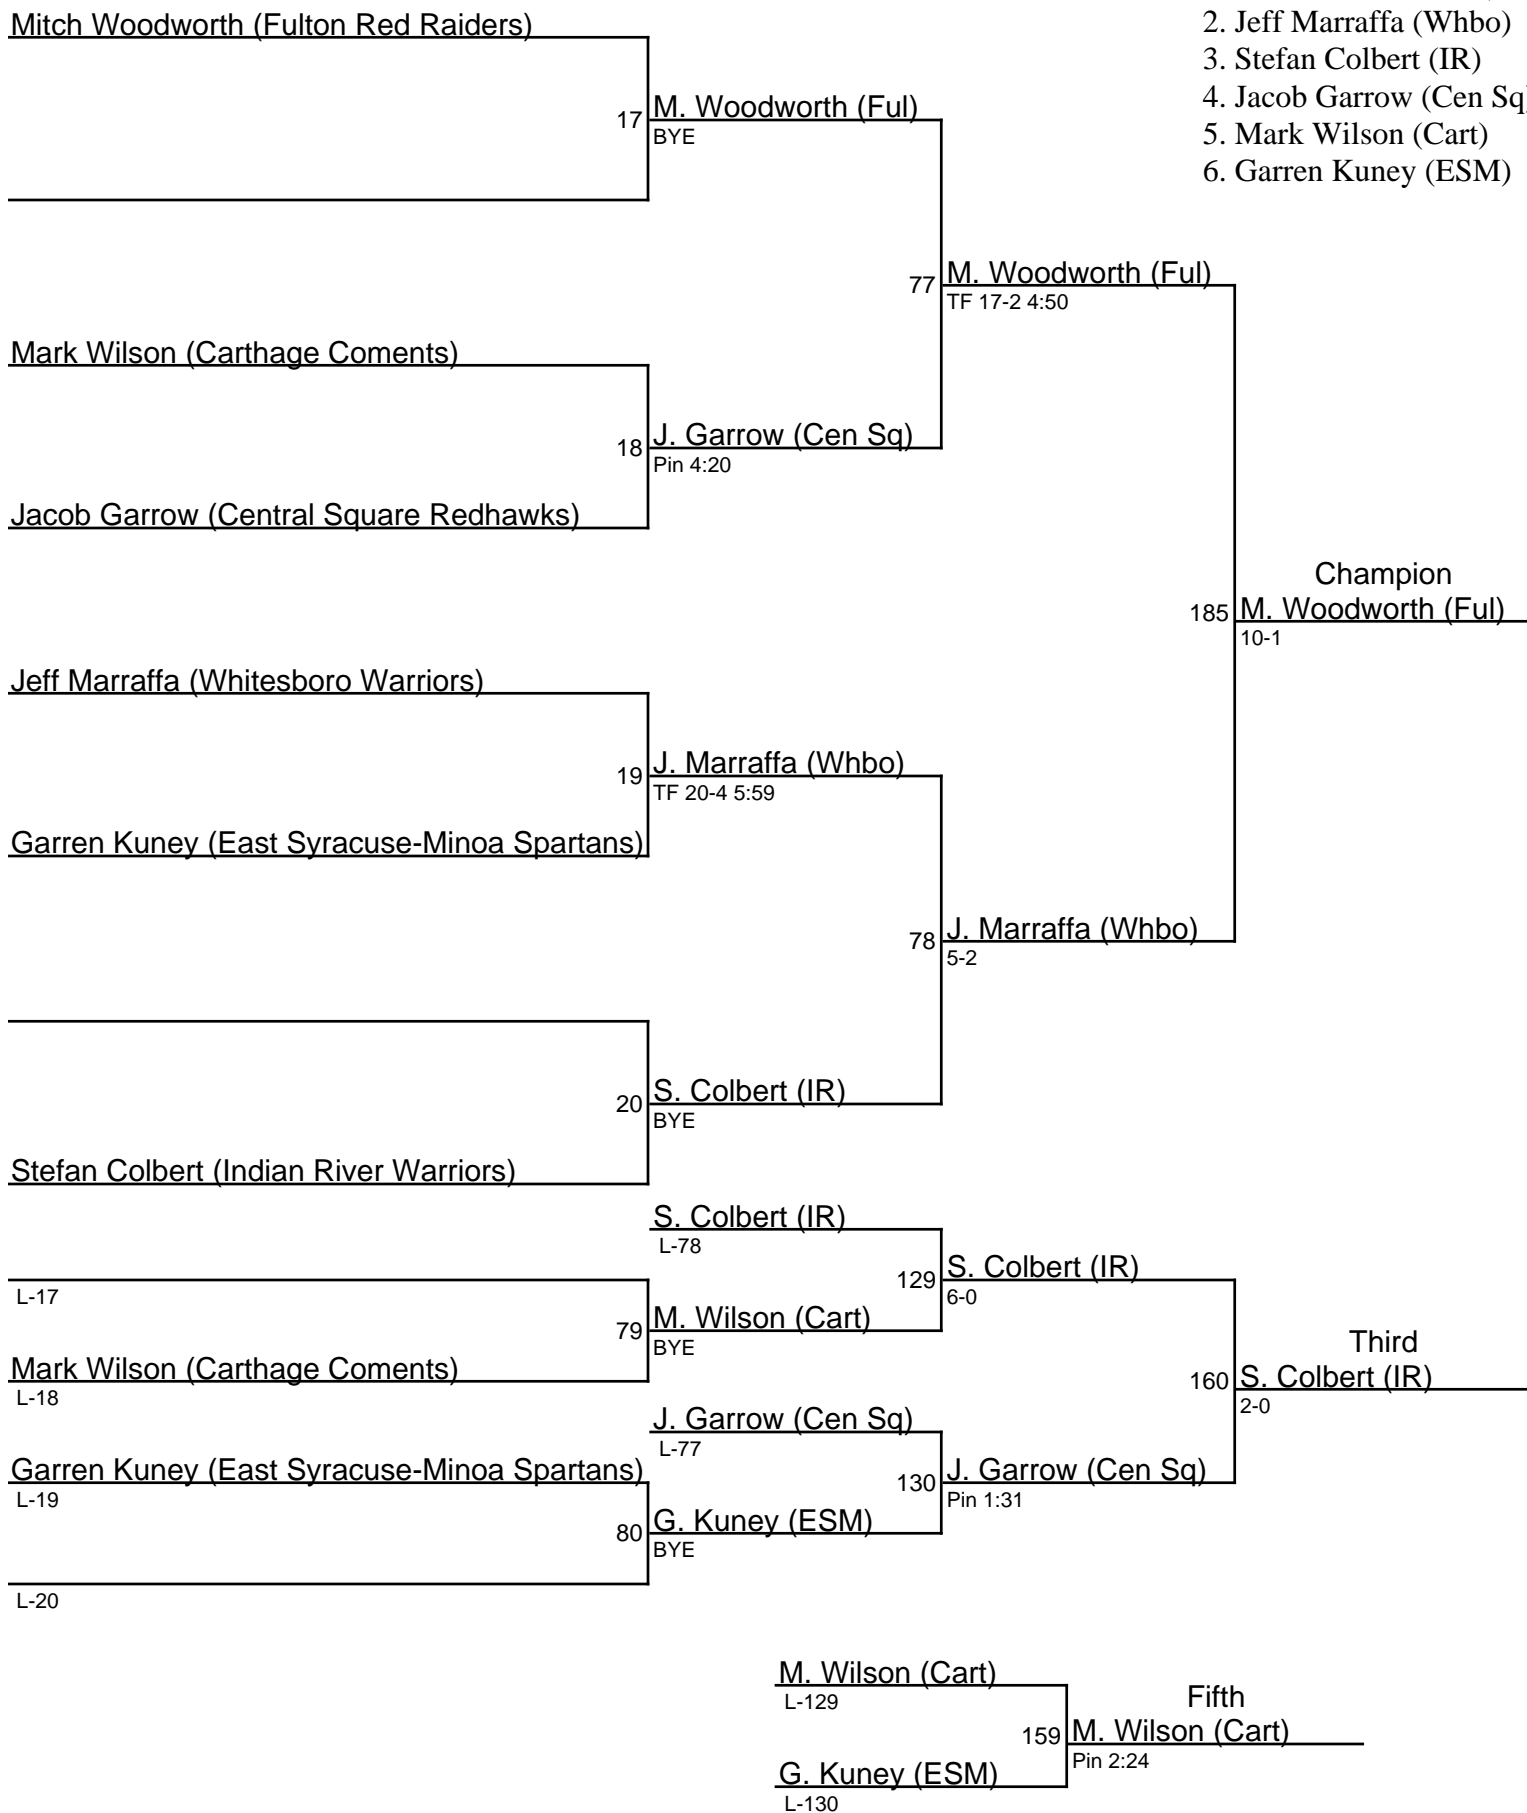 2. Jeff Marraffa (Whbo)
3. Stefan Colbert (IR)
4. Jacob Garrow (Cen Sq)
5. Mark Wilson (Cart)
6. Garren Kuney (ESM)
Mitch Woodworth (Fulton Red Raiders)
17 M. Woodworth (Ful)
BYE
77 M. Woodworth (Ful)
TF 17-2 4:50
Mark Wilson (Carthage Coments)
18 J. Garrow (Cen Sq)
Pin 4:20
Jacob Garrow (Central Square Redhawks)
Champion
185 M. Woodworth (Ful)
10-1
Jeff Marraffa (Whitesboro Warriors)
19 J. Marraffa (Whbo)
TF 20-4 5:59
Garren Kuney (East Syracuse-Minoa Spartans)
78 J. Marraffa (Whbo)
5-2
20 S. Colbert (IR)
BYE
Stefan Colbert (Indian River Warriors)
S. Colbert (IR)
L-78
129 S. Colbert (IR)
6-0
L-17
79 M. Wilson (Cart)
BYE
Mark Wilson (Carthage Coments)
L-18
Third
160 S. Colbert (IR)
2-0
J. Garrow (Cen Sq)
L-77
Garren Kuney (East Syracuse-Minoa Spartans)
L-19
130 J. Garrow (Cen Sq)
Pin 1:31
80 G. Kuney (ESM)
BYE
L-20
M. Wilson (Cart)
L-129
Fifth
159 M. Wilson (Cart)
Pin 2:24
G. Kuney (ESM)
L-130